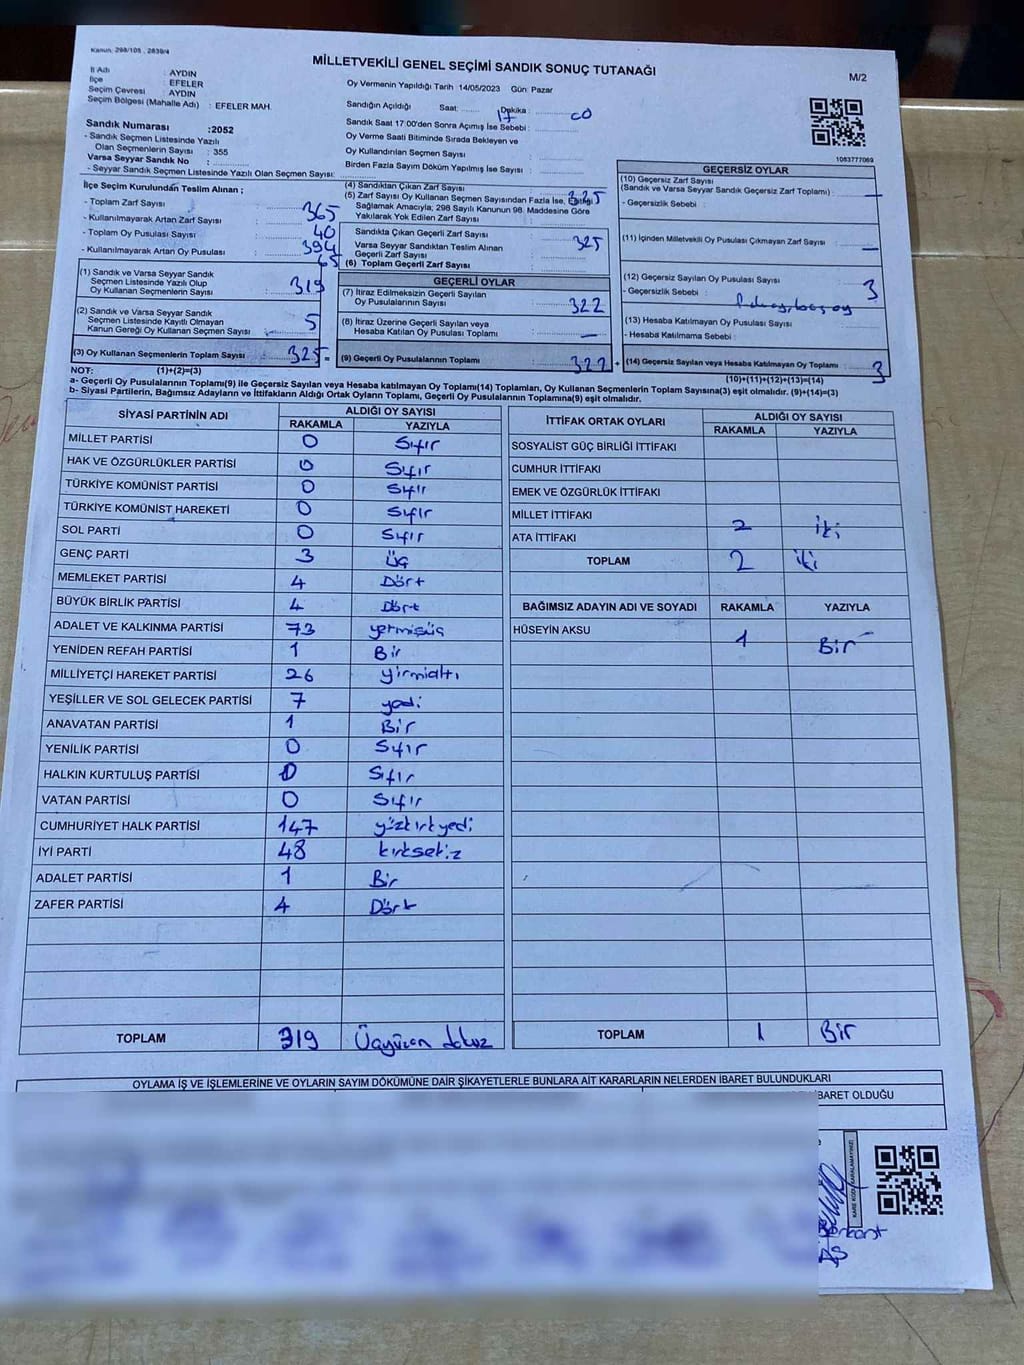 Kanun: 298/105 , 2839/4
MİLLETVEKİLİ GENEL SEÇİMİ SANDIK SONUÇ TUTANAĞI
M/2
İl Adı : AYDIN
İlçe : EFELER
Seçim Çevresi : AYDIN
Seçim Bölgesi (Mahalle Adı) : EFELER MAH.
Oy Vermenin Yapıldığı Tarih 14/05/2023 Gün: Pazar
Sandığın Açıldığı Saat: 17 Dakika : 00
Sandık Saat 17:00'den Sonra Açımış İse Sebebi :
Oy Verme Saati Bitiminde Sırada Bekleyen ve
Oy Kullandırılan Seçmen Sayısı :
Birden Fazla Sayım Döküm Yapılmış İse Sayısı :
1083777069
Sandık Numarası :2052
- Sandık Seçmen Listesinde Yazılı
Olan Seçmenlerin Sayısı : 355
Varsa Seyyar Sandık No :
- Seyyar Sandık Seçmen Listesinde Yazılı Olan Seçmen Sayısı:
İlçe Seçim Kurulundan Teslim Alınan ;
- Toplam Zarf Sayısı : 365
- Kullanılmayarak Artan Zarf Sayısı : 40
- Toplam Oy Pusulası Sayısı : 394
- Kullanılmayarak Artan Oy Pusulası : 65
(1) Sandık ve Varsa Seyyar Sandık
Seçmen Listesinde Yazılı Olup
Oy Kullanan Seçmenlerin Sayısı : 319
(2) Sandık ve Varsa Seyyar Sandık
Seçmen Listesinde Kayıtlı Olmayan
Kanun Gereği Oy Kullanan Seçmen Sayısı : 5
(3) Oy Kullanan Seçmenlerin Toplam Sayısı : 325 =
(4) Sandıktan Çıkan Zarf Sayısı : 325
(5) Zarf Sayısı Oy Kullanan Seçmen Sayısından Fazla İse, Eşitliği
Sağlamak Amacıyla, 298 Sayılı Kanunun 98. Maddesine Göre
Yakılarak Yok Edilen Zarf Sayısı :
Sandıkta Çıkan Geçerli Zarf Sayısı : 325
Varsa Seyyar Sandıktan Teslim Alınan
Geçerli Zarf Sayısı :
(6) Toplam Geçerli Zarf Sayısı :
GEÇERLİ OYLAR
(7) İtiraz Edilmeksizin Geçerli Sayılan
Oy Pusulalarının Sayısı : 322
(8) İtiraz Üzerine Geçerli Sayılan veya
Hesaba Katılan Oy Pusulası Toplamı : —
(9) Geçerli Oy Pusulalarının Toplamı : 322 +
GEÇERSİZ OYLAR
(10) Geçersiz Zarf Sayısı
(Sandık ve Varsa Seyyar Sandık Geçersiz Zarf Toplamı) : —
- Geçersizlik Sebebi :
(11) İçinden Milletvekili Oy Pusulası Çıkmayan Zarf Sayısı : —
(12) Geçersiz Sayılan Oy Pusulası Sayısı : 3
- Geçersizlik Sebebi :
(13) Hesaba Katılmayan Oy Pusulası Sayısı :
- Hesaba Katılmama Sebebi :
(14) Geçersiz Sayılan veya Hesaba Katılmayan Oy Toplamı : 3
NOT: (1)+(2)=(3)
(10)+(11)+(12)+(13)=(14)
a- Geçerli Oy Pusulalarının Toplamı(9) ile Geçersiz Sayılan veya Hesaba katılmayan Oy Toplamı(14) Toplamları, Oy Kullanan Seçmenlerin Toplam Sayısına(3) eşit olmalıdır. (9)+(14)=(3)
b- Siyasi Partilerin, Bağımsız Adayların ve İttifakların Aldığı Ortak Oyların Toplamı, Geçerli Oy Pusulalarının Toplamına(9) eşit olmalıdır.
SİYASİ PARTİNİN ADI ALDIĞI OY SAYISI
RAKAMLA YAZIYLA
MİLLET PARTİSİ 0 Sıfır
HAK VE ÖZGÜRLÜKLER PARTİSİ 0 Sıfır
TÜRKİYE KOMÜNİST PARTİSİ 0 Sıfır
TÜRKİYE KOMÜNİST HAREKETİ 0 Sıfır
SOL PARTİ 0 Sıfır
GENÇ PARTİ 3 Üç
MEMLEKET PARTİSİ 4 Dört
BÜYÜK BİRLİK PARTİSİ 4 Dört
ADALET VE KALKINMA PARTİSİ 73 yetmişüç
YENİDEN REFAH PARTİSİ 1 Bir
MİLLİYETÇİ HAREKET PARTİSİ 26 yirmialtı
YEŞİLLER VE SOL GELECEK PARTİSİ 7 yedi
ANAVATAN PARTİSİ 1 Bir
YENİLİK PARTİSİ 0 Sıfır
HALKIN KURTULUŞ PARTİSİ 0 Sıfır
VATAN PARTİSİ 0 Sıfır
CUMHURİYET HALK PARTİSİ 147 yüzkırkyedi
İYİ PARTİ 48 kırksekiz
ADALET PARTİSİ 1 Bir
ZAFER PARTİSİ 4 Dört
TOPLAM 319 Üçyüzon dokuz
İTTİFAK ORTAK OYLARI ALDIĞI OY SAYISI
RAKAMLA YAZIYLA
SOSYALİST GÜÇ BİRLİĞİ İTTİFAKI
CUMHUR İTTİFAKI
EMEK VE ÖZGÜRLÜK İTTİFAKI
MİLLET İTTİFAKI 2 iki
ATA İTTİFAKI
TOPLAM 2 iki
BAĞIMSIZ ADAYIN ADI VE SOYADI RAKAMLA YAZIYLA
HÜSEYİN AKSU 1 Bir
TOPLAM 1 Bir
OYLAMA İŞ VE İŞLEMLERİNE VE OYLARIN SAYIM DÖKÜMÜNE DAİR ŞİKAYETLERLE BUNLARA AİT KARARLARIN NELERDEN İBARET BULUNDUKLARI
İBARET OLDUĞU